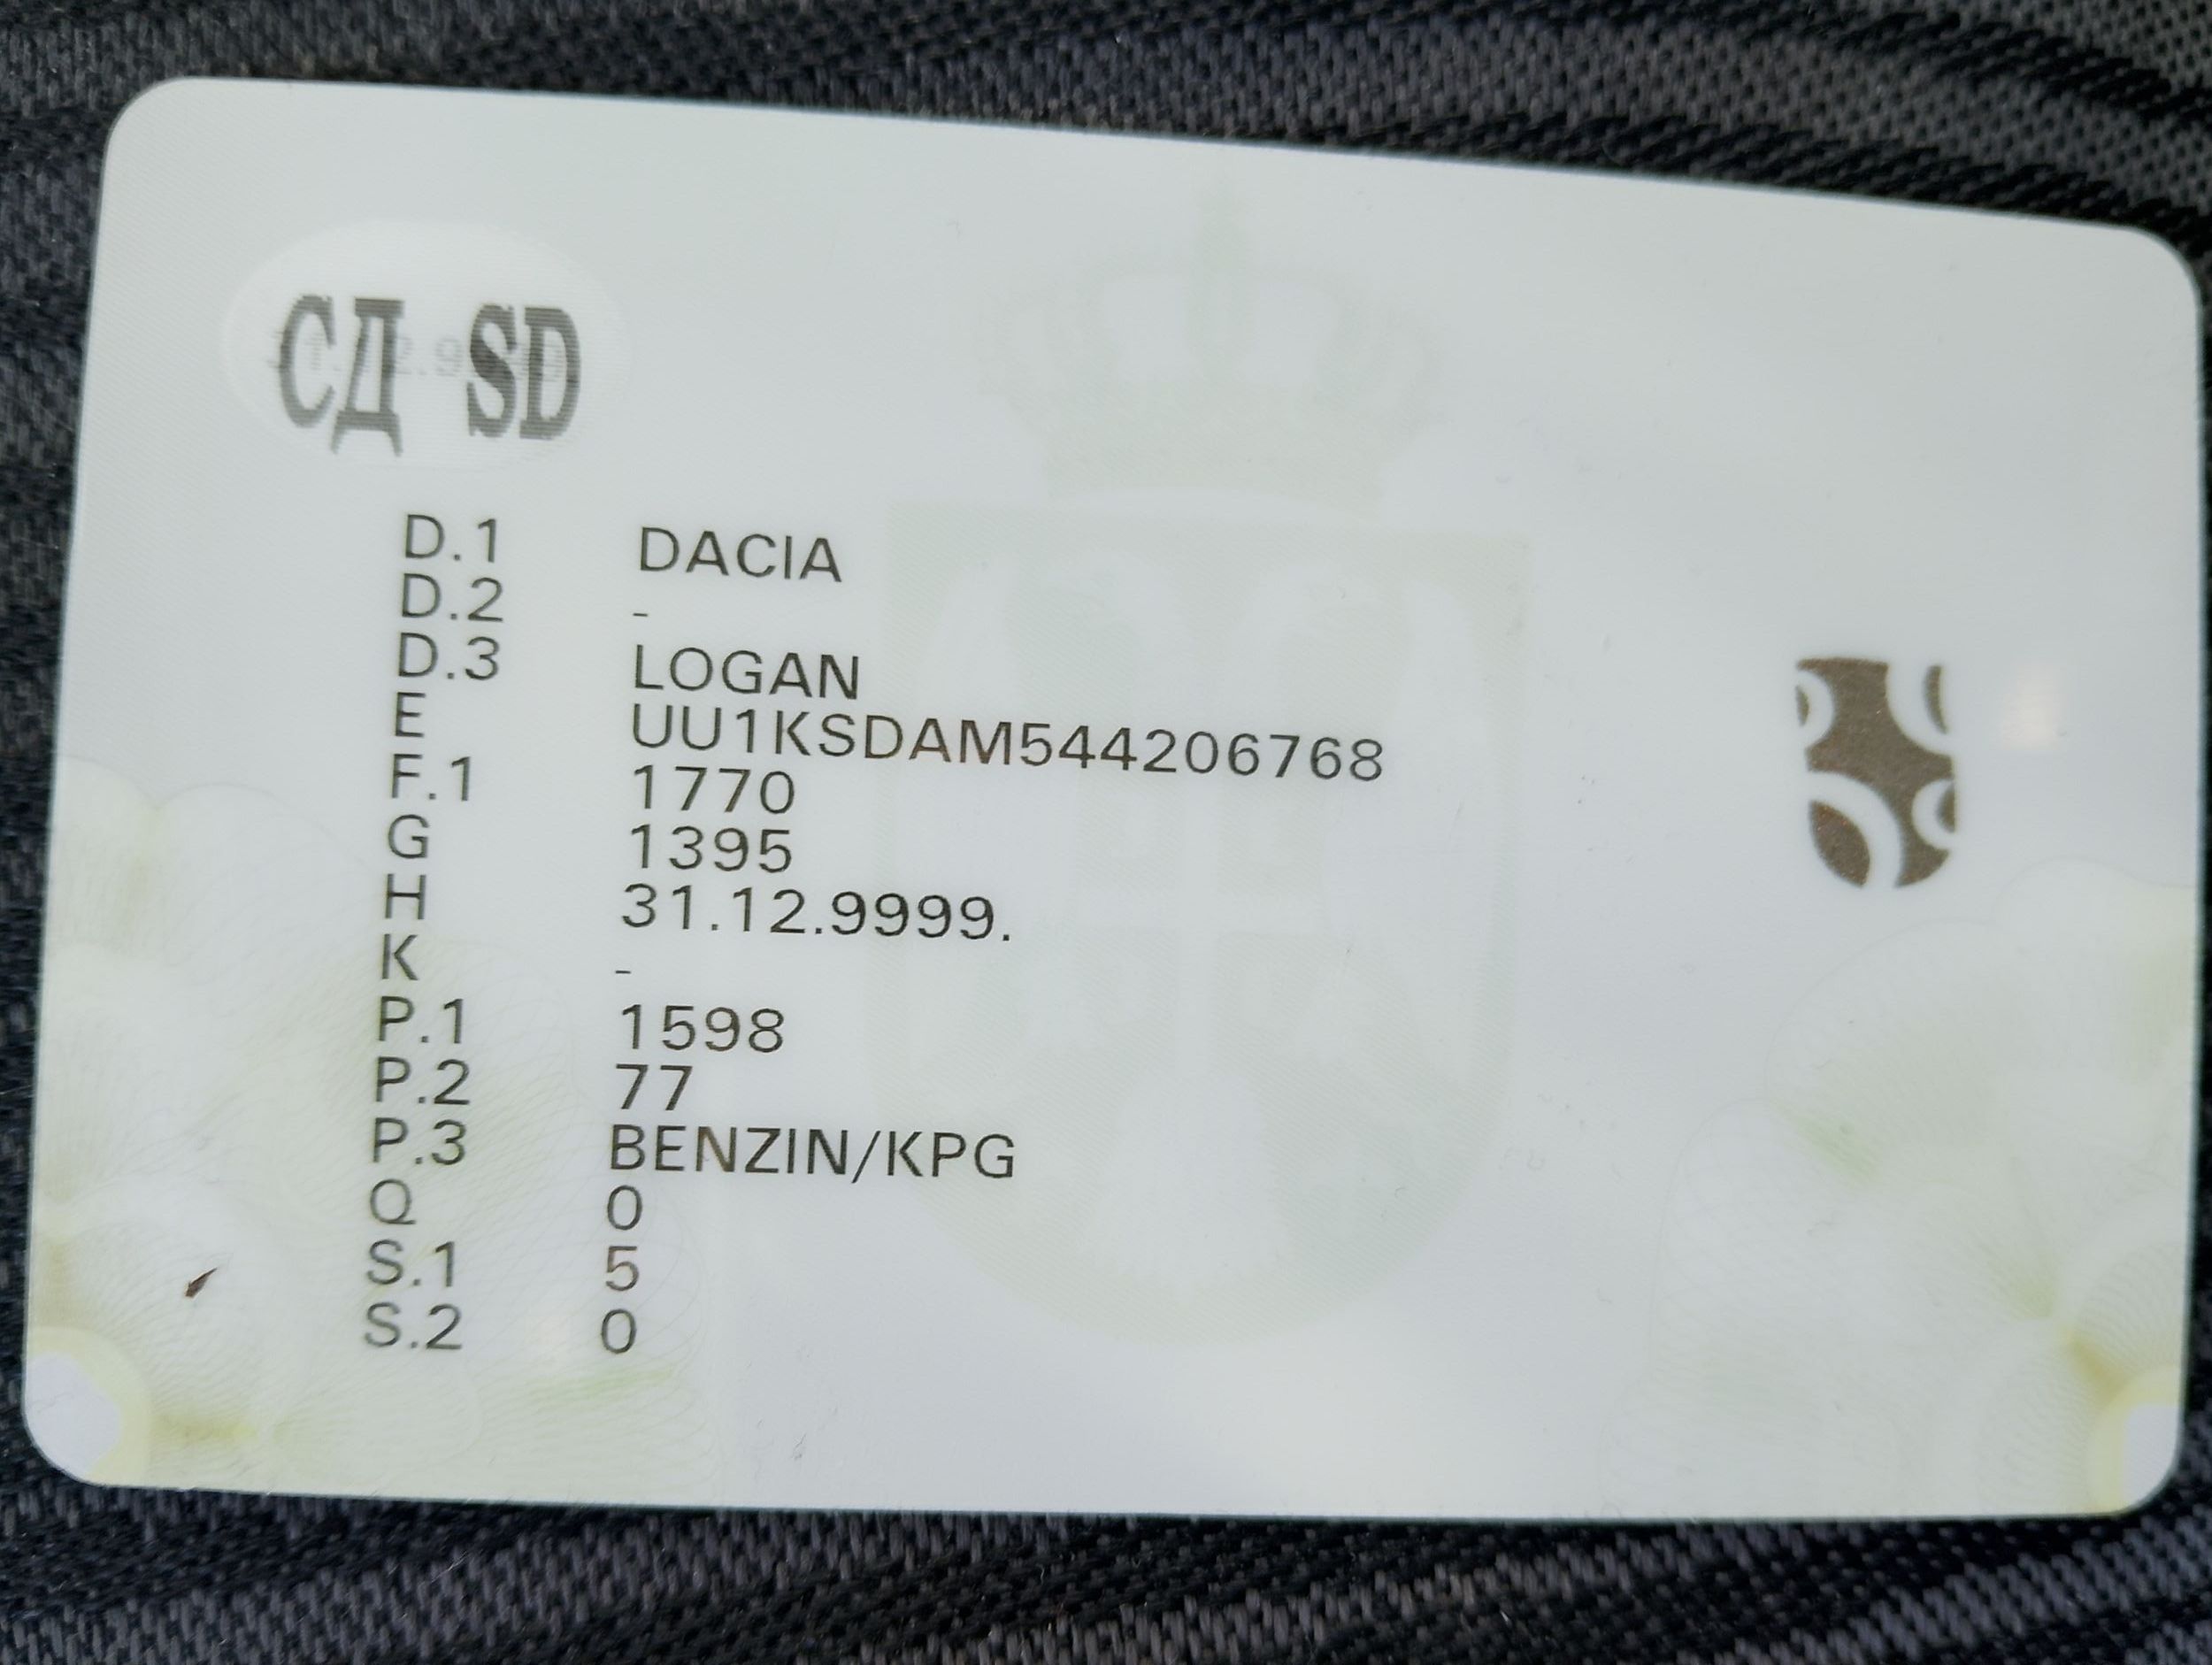 СД SD
D.1 DACIA
D.2 -
D.3 LOGAN
E UU1KSDAM544206768
F.1 1770
G 1395
H 31.12.9999.
K -
P.1 1598
P.2 77
P.3 BENZIN/KPG
Q 0
S.1 5
S.2 0